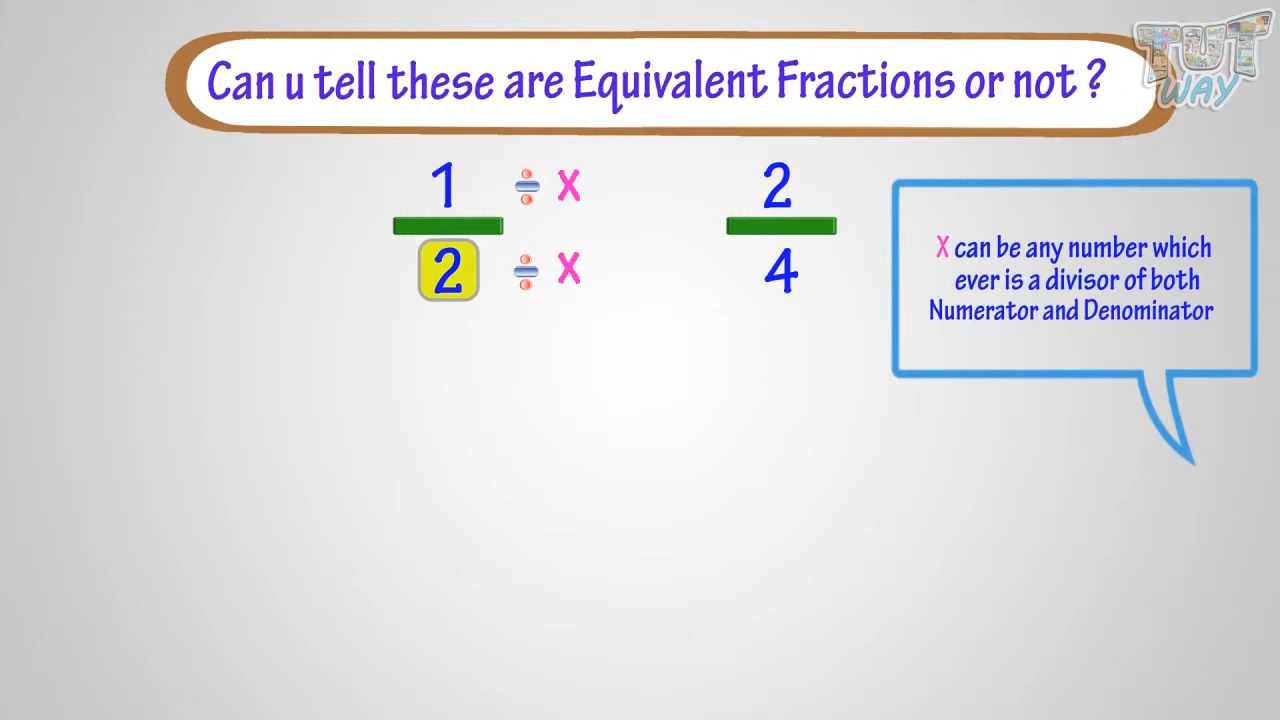 TUT
WAY
Can u tell these are Equivalent Fractions or not ?
1 ÷ X
2 ÷ X
2
4
X can be any number which
ever is a divisor of both
Numerator and Denominator